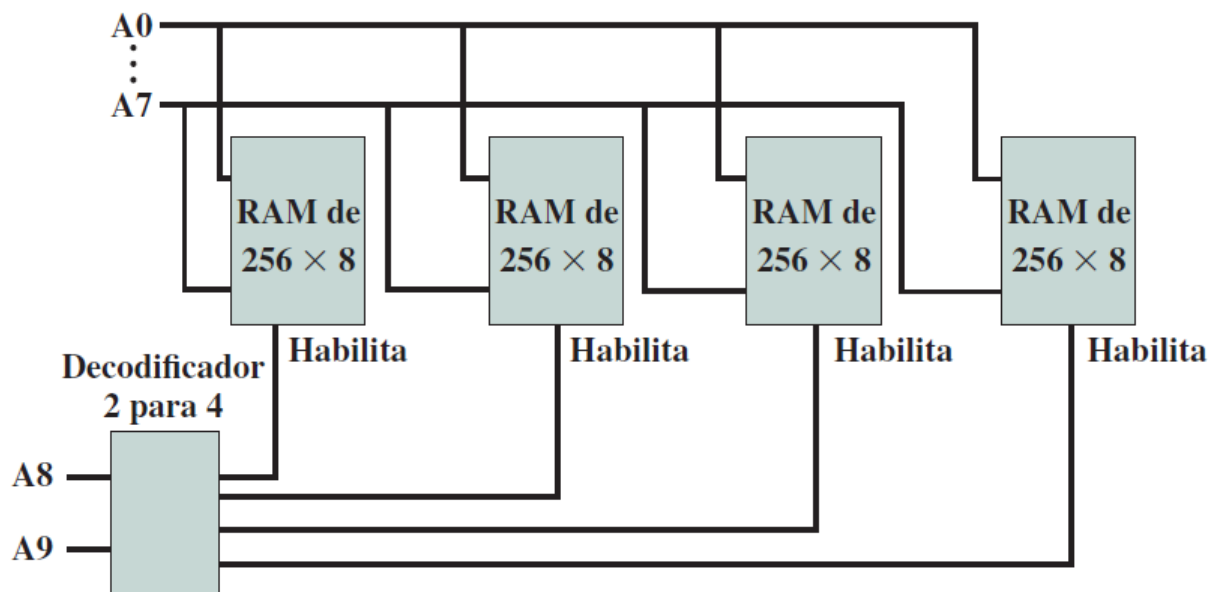 A0
⋮
A7
RAM de
256 × 8
RAM de
256 × 8
RAM de
256 × 8
RAM de
256 × 8
Habilita
Habilita
Habilita
Habilita
Decodificador
2 para 4
A8
A9